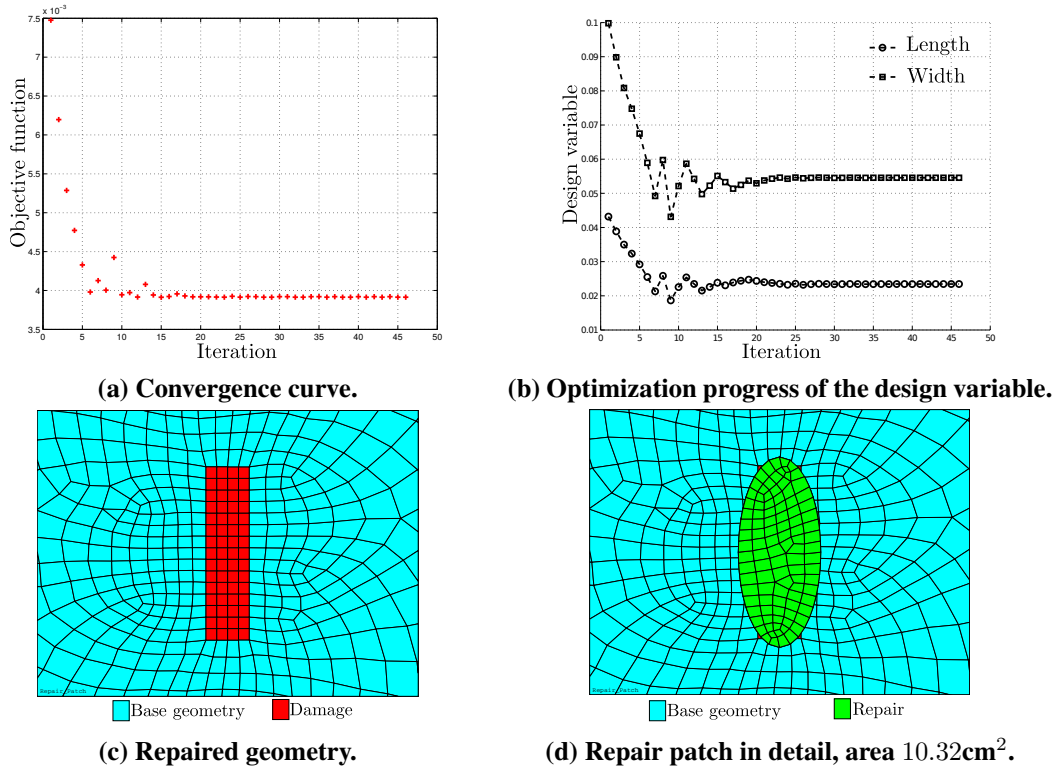 x 10⁻³
7.5
7
6.5
6
5.5
5
4.5
4
3.5
0 5 10 15 20 25 30 35 40 45 50
Objective function
Iteration
(a) Convergence curve.
0.1
0.09
0.08
0.07
0.06
0.05
0.04
0.03
0.02
0.01
0 5 10 15 20 25 30 35 40 45 50
Design variable
Iteration
Length
Width
(b) Optimization progress of the design variable.
Repair_Patch
Base geometry Damage
(c) Repaired geometry.
Repair_Patch
Base geometry Repair
(d) Repair patch in detail, area 10.32cm².